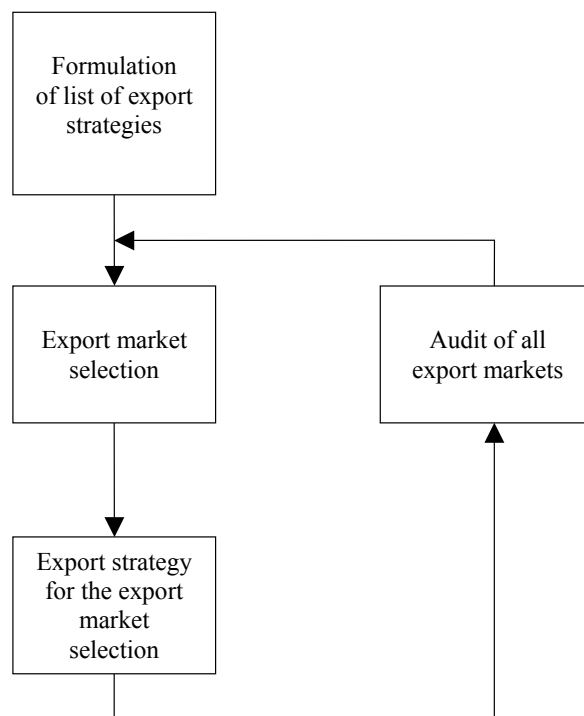 Formulation
of list of export
strategies
Export market
selection
Audit of all
export markets
Export strategy
for the export
market
selection